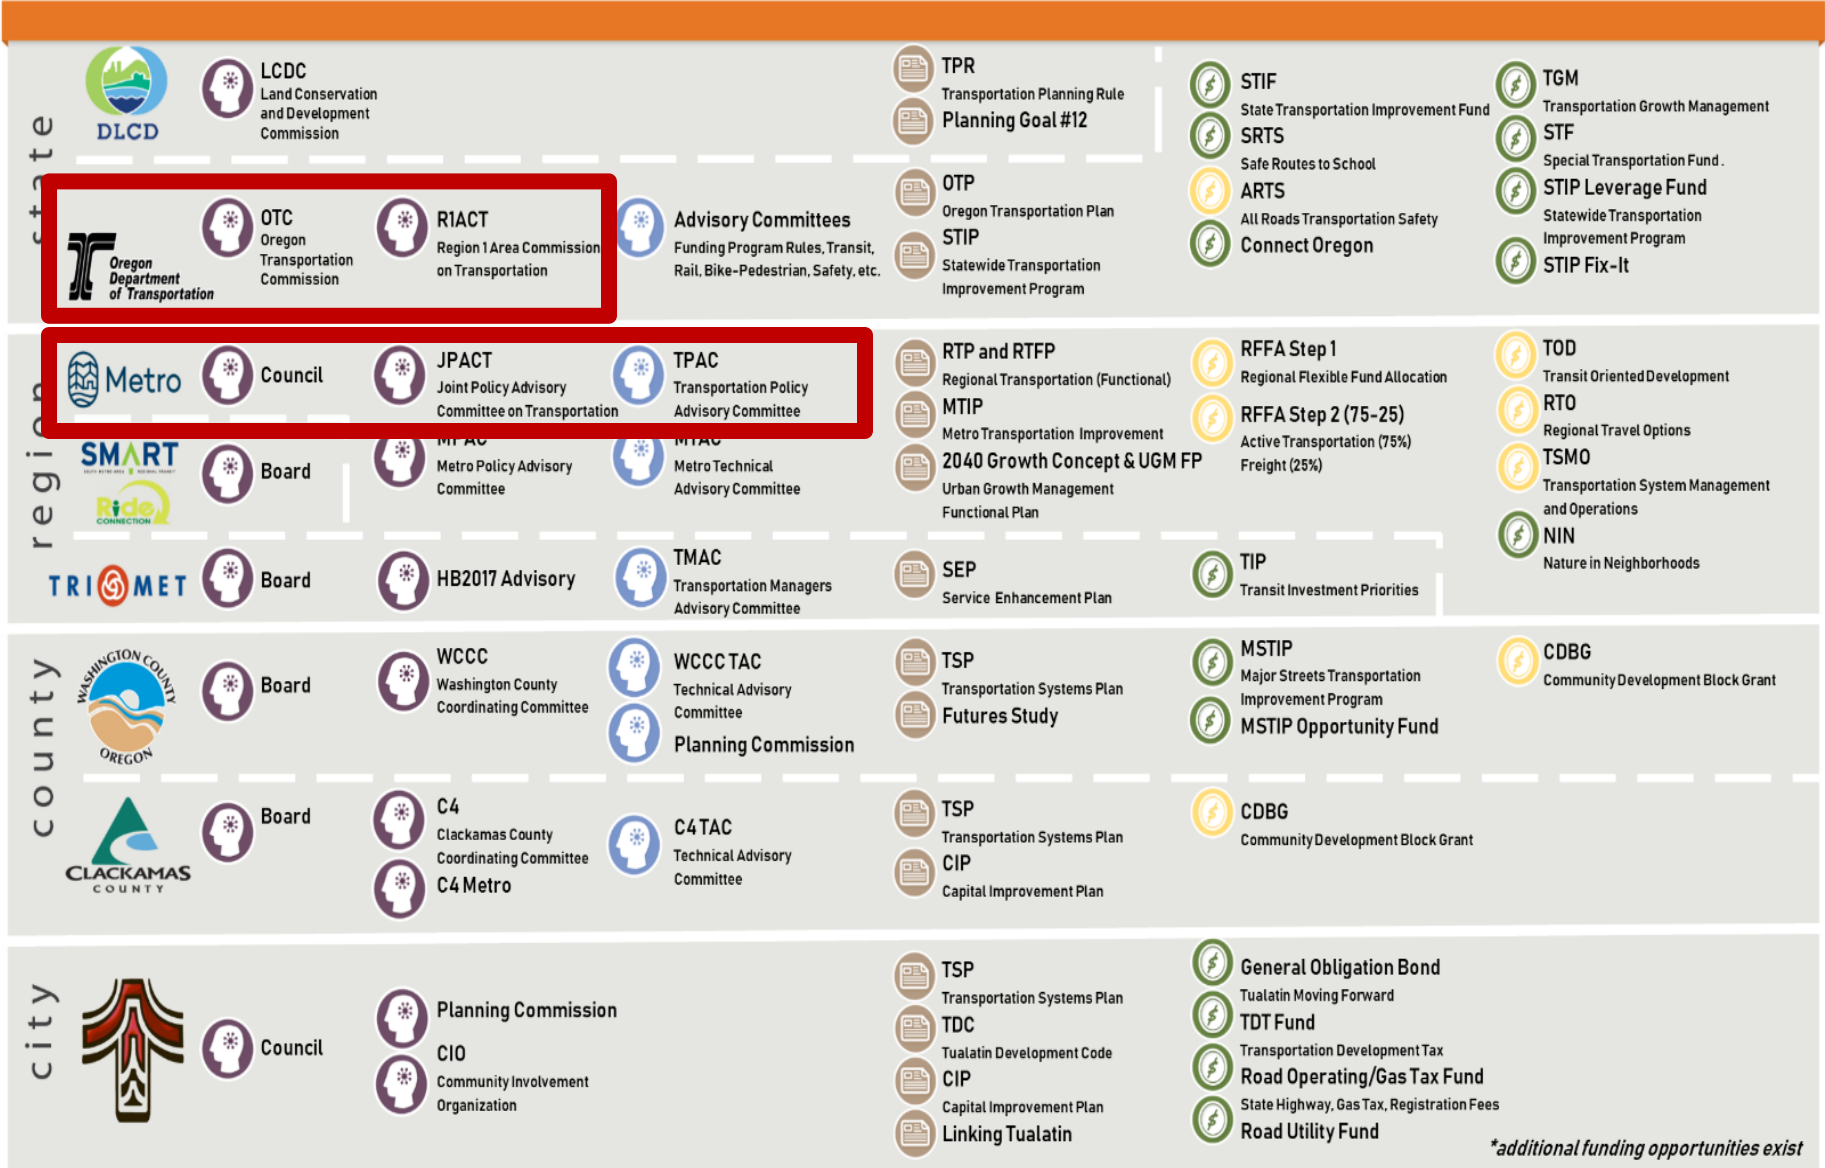 state
DLCD
LCDC
Land Conservation
and Development
Commission
TPR
Transportation Planning Rule
Planning Goal #12
STIF
State Transportation Improvement Fund
SRTS
Safe Routes to School
ARTS
All Roads Transportation Safety
Connect Oregon
TGM
Transportation Growth Management
STF
Special Transportation Fund .
STIP Leverage Fund
Statewide Transportation
Improvement Program
STIP Fix-It
Oregon
Department
of Transportation
OTC
Oregon
Transportation
Commission
R1ACT
Region 1 Area Commission
on Transportation
Advisory Committees
Funding Program Rules, Transit,
Rail, Bike-Pedestrian, Safety, etc.
OTP
Oregon Transportation Plan
STIP
Statewide Transportation
Improvement Program
region
Metro
Council
JPACT
Joint Policy Advisory
Committee on Transportation
TPAC
Transportation Policy
Advisory Committee
RTP and RTFP
Regional Transportation (Functional)
MTIP
Metro Transportation Improvement
2040 Growth Concept & UGM FP
Urban Growth Management
Functional Plan
RFFA Step 1
Regional Flexible Fund Allocation
RFFA Step 2 (75-25)
Active Transportation (75%)
Freight (25%)
TOD
Transit Oriented Development
RTO
Regional Travel Options
TSMO
Transportation System Management
and Operations
NIN
Nature in Neighborhoods
SMART
Ride
CONNECTION
Board
MPAC
Metro Policy Advisory
Committee
MTAC
Metro Technical
Advisory Committee
TRI MET
Board
HB2017 Advisory
TMAC
Transportation Managers
Advisory Committee
SEP
Service Enhancement Plan
TIP
Transit Investment Priorities
county
WASHINGTON COUNTY
OREGON
Board
WCCC
Washington County
Coordinating Committee
WCCC TAC
Technical Advisory
Committee
Planning Commission
TSP
Transportation Systems Plan
Futures Study
MSTIP
Major Streets Transportation
Improvement Program
MSTIP Opportunity Fund
CDBG
Community Development Block Grant
CLACKAMAS
COUNTY
Board
C4
Clackamas County
Coordinating Committee
C4 Metro
C4 TAC
Technical Advisory
Committee
TSP
Transportation Systems Plan
CIP
Capital Improvement Plan
CDBG
Community Development Block Grant
city
Council
Planning Commission
CIO
Community Involvement
Organization
TSP
Transportation Systems Plan
TDC
Tualatin Development Code
CIP
Capital Improvement Plan
Linking Tualatin
General Obligation Bond
Tualatin Moving Forward
TDT Fund
Transportation Development Tax
Road Operating/Gas Tax Fund
State Highway, Gas Tax, Registration Fees
Road Utility Fund
*additional funding opportunities exist